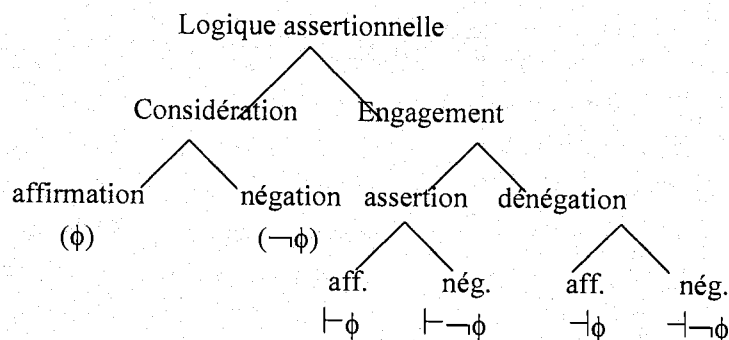 Logique assertionnelle
Considération Engagement
affirmation négation assertion dénégation
(ϕ) (¬ϕ)
aff. nég. aff. nég.
⊢ϕ ⊢¬ϕ ⊣ϕ ⊣¬ϕ